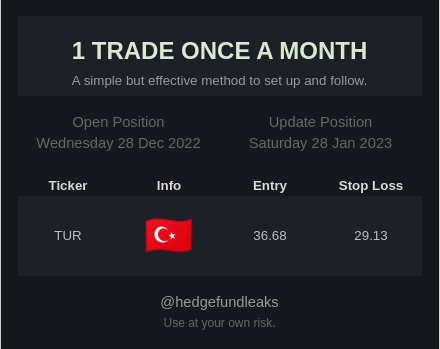 1 TRADE ONCE A MONTH
A simple but effective method to set up and follow.
Open Position Update Position
Wednesday 28 Dec 2022 Saturday 28 Jan 2023
Ticker Info Entry Stop Loss
TUR 36.68 29.13
@hedgefundleaks
Use at your own risk.